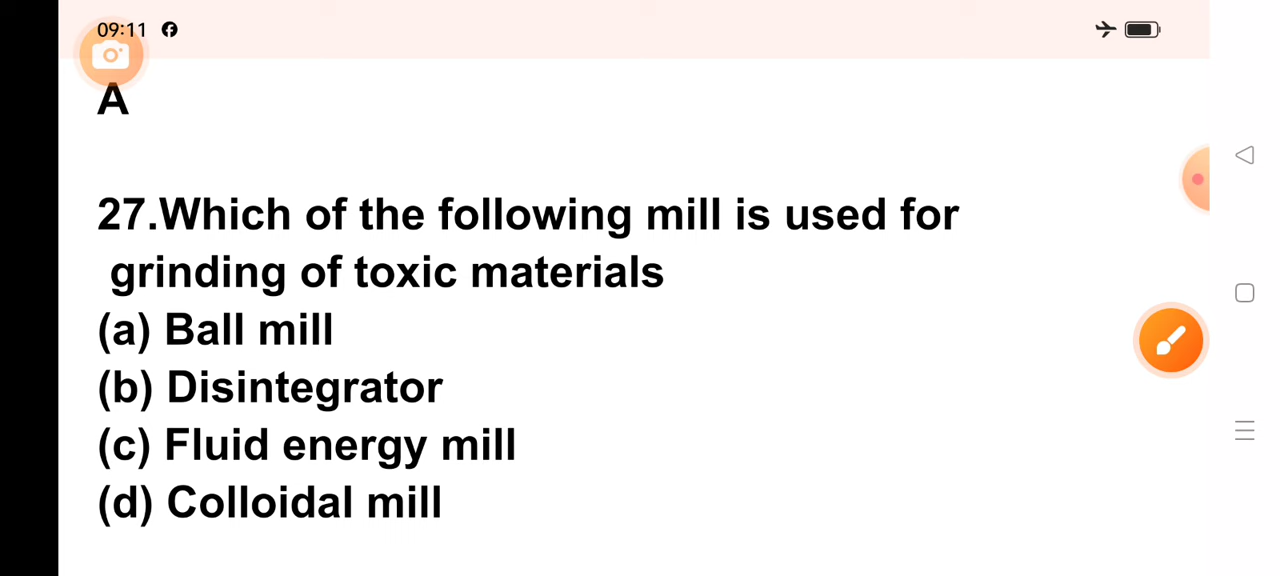 09:11
A
27.Which of the following mill is used for
grinding of toxic materials
(a) Ball mill
(b) Disintegrator
(c) Fluid energy mill
(d) Colloidal mill